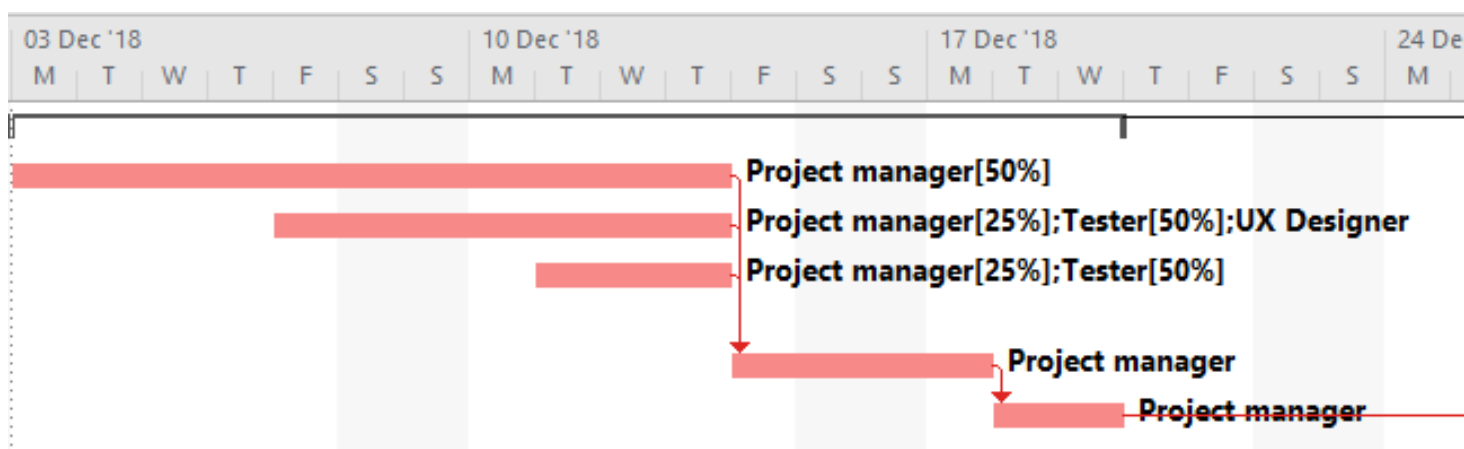 03 Dec '18 10 Dec '18 17 Dec '18 24 De
M T W T F S S M T W T F S S M T W T F S S M
Project manager[50%]
Project manager[25%];Tester[50%];UX Designer
Project manager[25%];Tester[50%]
Project manager
Project manager